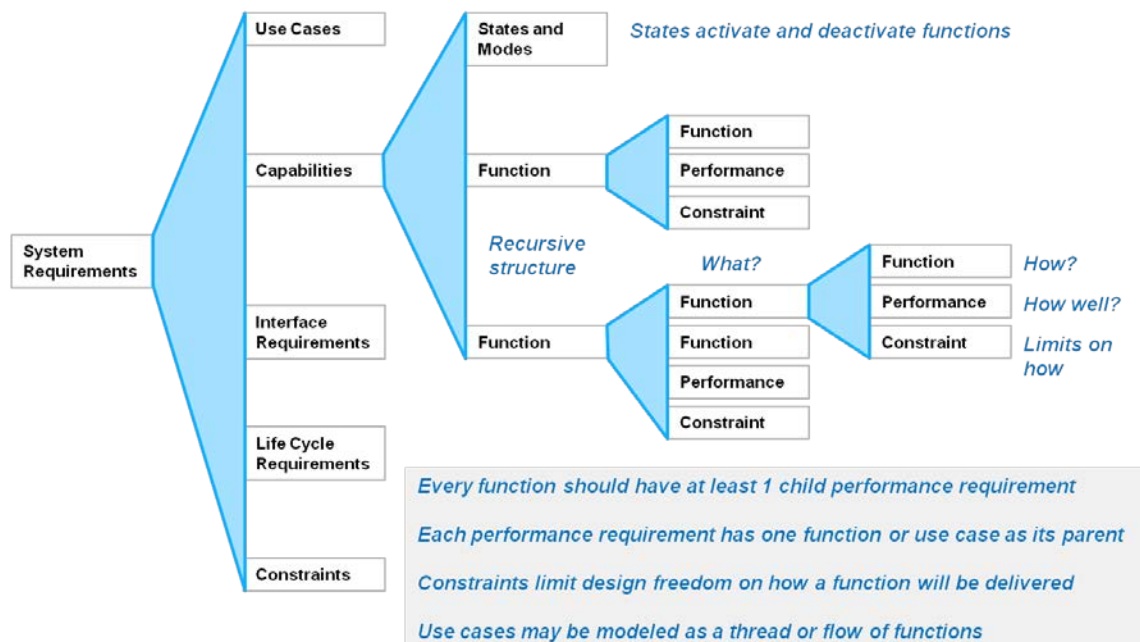 System
Requirements
Use Cases
Capabilities
Interface
Requirements
Life Cycle
Requirements
Constraints
States and
Modes
States activate and deactivate functions
Function
Recursive
structure
Function
Function
Performance
Constraint
What?
Function
Function
Performance
Constraint
Function
How?
Performance
How well?
Constraint
Limits on
how
Every function should have at least 1 child performance requirement
Each performance requirement has one function or use case as its parent
Constraints limit design freedom on how a function will be delivered
Use cases may be modeled as a thread or flow of functions